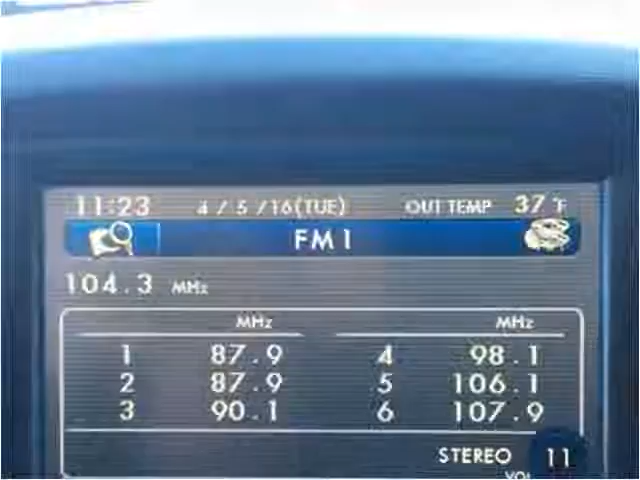 11:23 4 / 5 /16(TUE) OUT TEMP 37°F
FM1
104.3 MHz
MHz MHz
1 87.9 4 98.1
2 87.9 5 106.1
3 90.1 6 107.9
STEREO 11
VOL